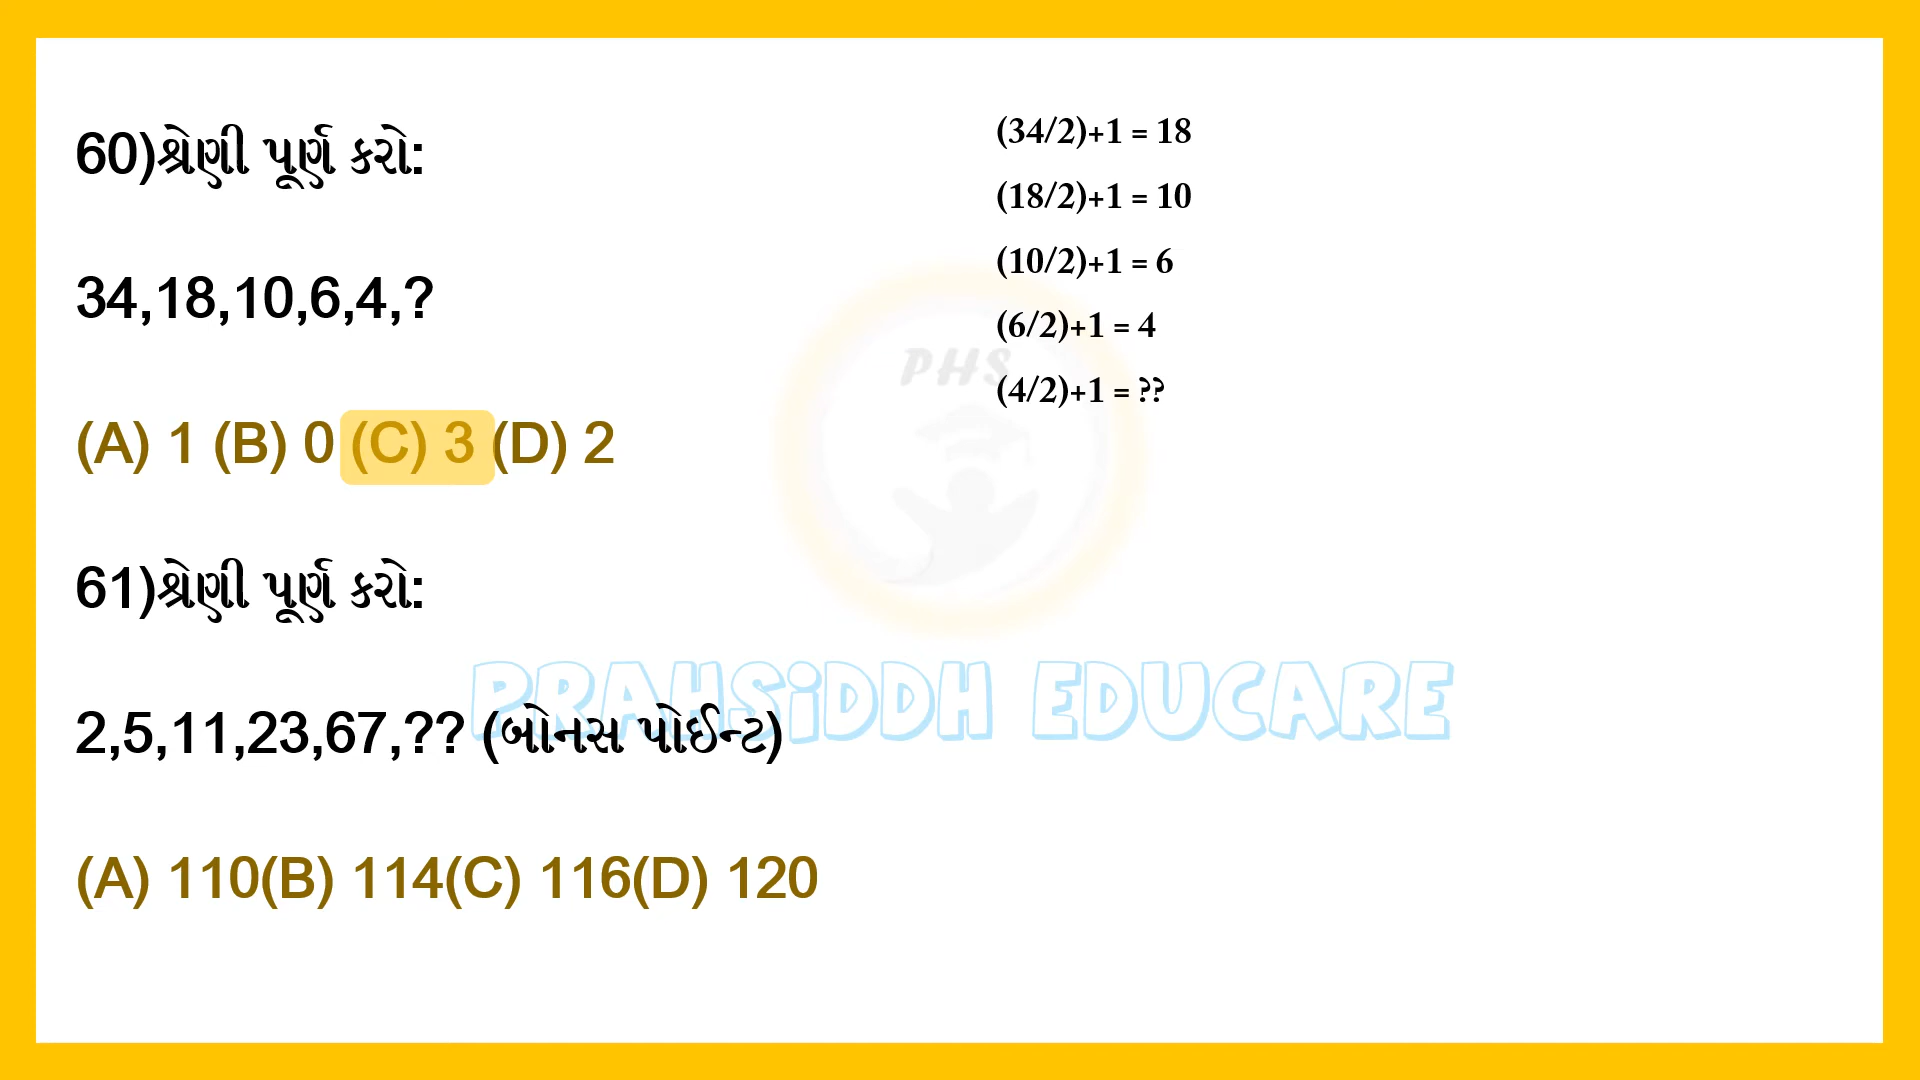 60)શ્રેણી પૂર્ણ કરો:
34,18,10,6,4,?
(A) 1 (B) 0 (C) 3 (D) 2
(34/2)+1 = 18
(18/2)+1 = 10
(10/2)+1 = 6
(6/2)+1 = 4
(4/2)+1 = ??
PHS
61)શ્રેણી પૂર્ણ કરો:
PRAHSiDDH EDUCARE
2,5,11,23,67,?? (બોનસ પોઈન્ટ)
(A) 110(B) 114(C) 116(D) 120